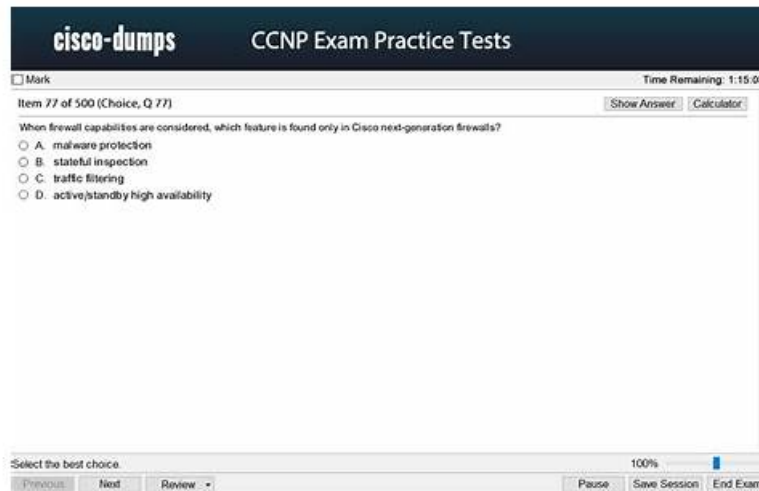 cisco-dumps CCNP Exam Practice Tests
Mark Time Remaining: 1:15:0
Item 77 of 500 (Choice, Q 77) Show Answer Calculator
When firewall capabilities are considered, which feature is found only in Cisco next-generation firewalls?
A. malware protection
B. stateful inspection
C. traffic filtering
D. active/standby high availability
Select the best choice. 100%
Previous Next Review Pause Save Session End Exam